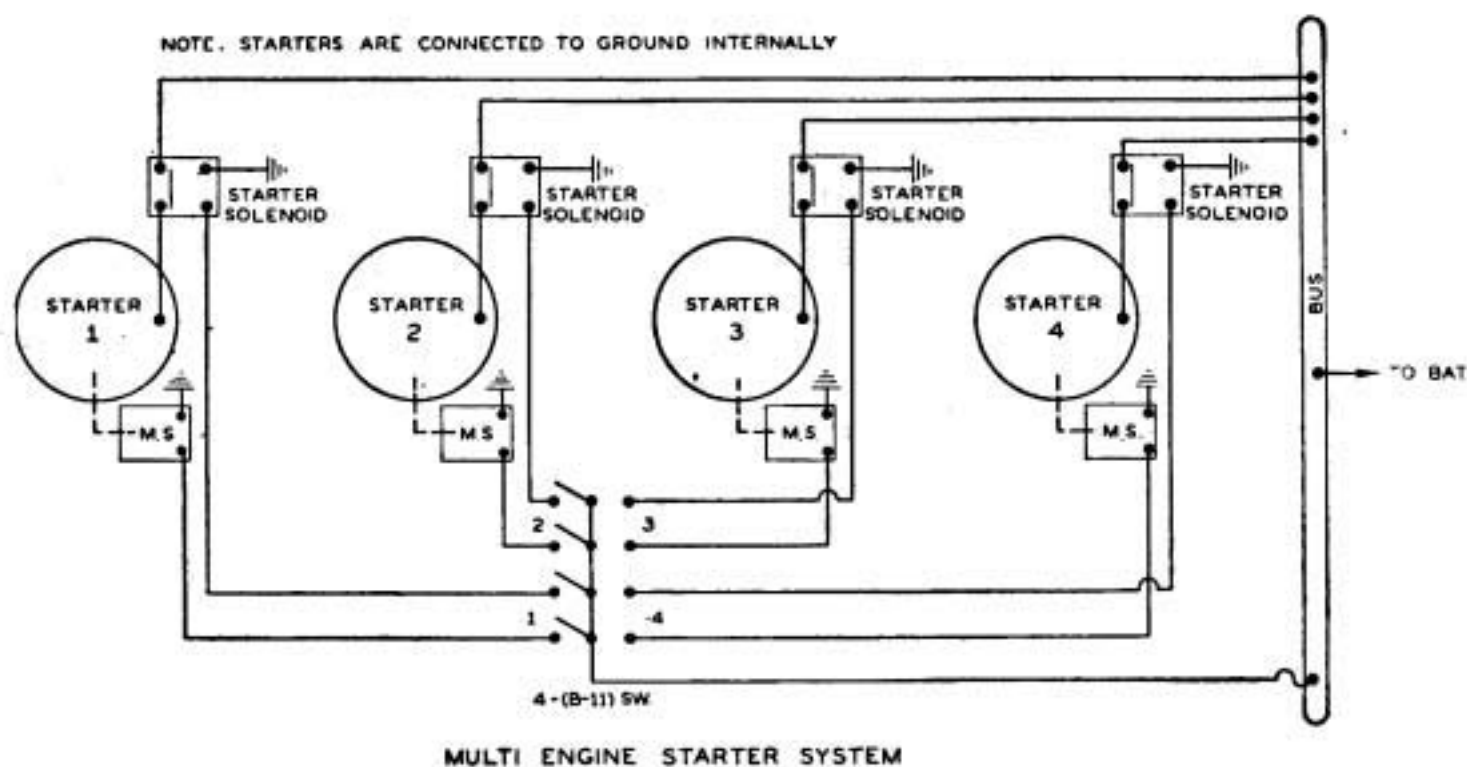 NOTE. STARTERS ARE CONNECTED TO GROUND INTERNALLY
STARTER
SOLENOID
STARTER
SOLENOID
STARTER
SOLENOID
STARTER
SOLENOID
STARTER
1
STARTER
2
STARTER
3
STARTER
4
BUS
TO BAT
M.S
M.S
M.S
M.S.
2
3
1
4
4-(B-11) SW.
MULTI ENGINE STARTER SYSTEM